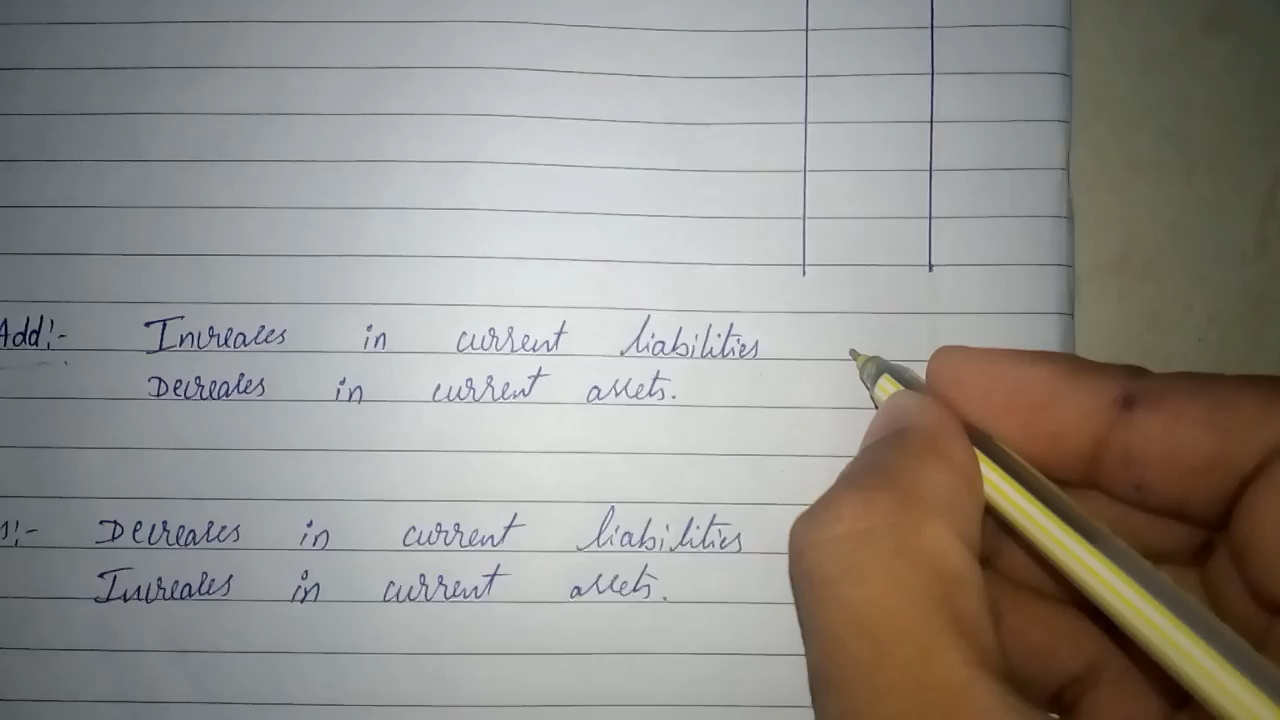 Add:- Increases in current liabilities
Decreases in current assets.
s:- Decreases in current liabilities
Increases in current assets.